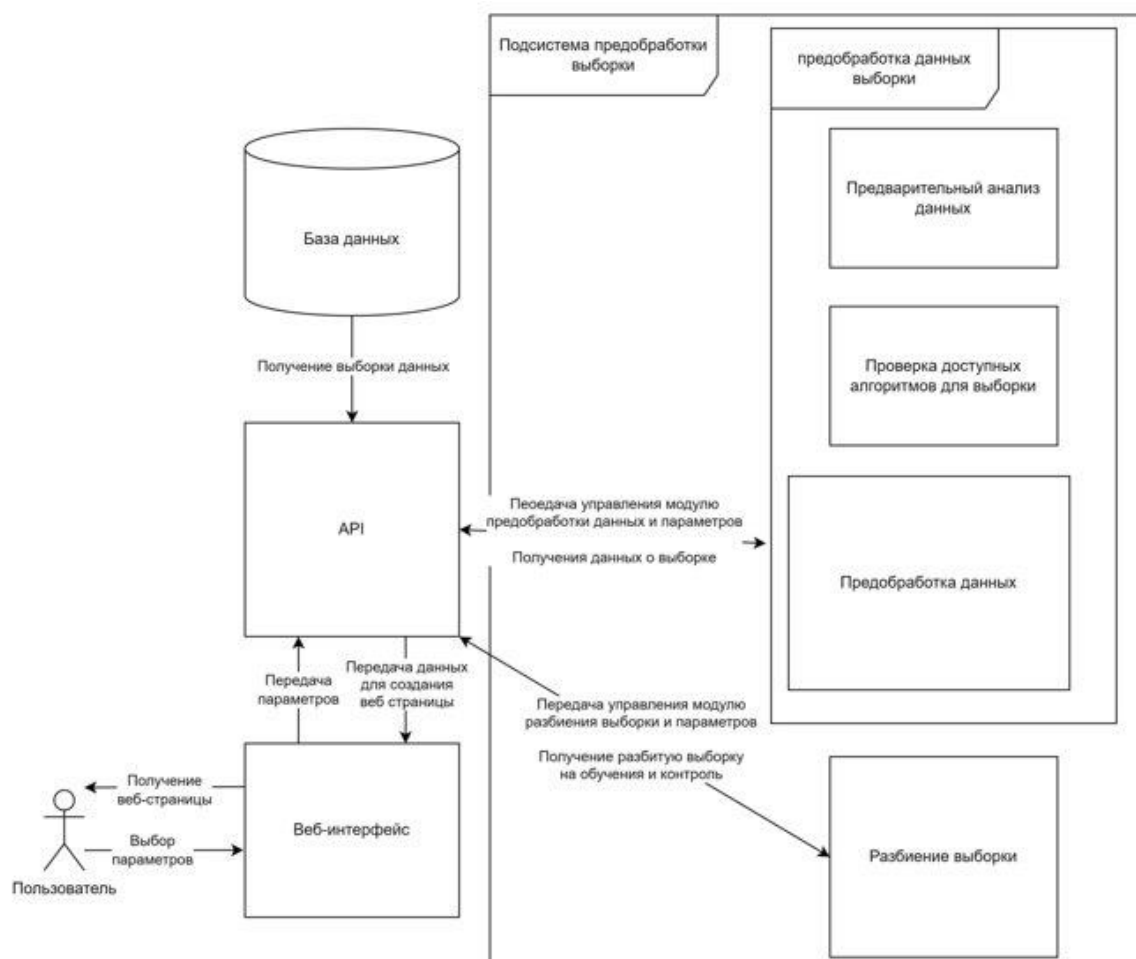 Подсистема предобработки
выборки
предобработка данных
выборки
Предварительный анализ
данных
База данных
Проверка доступных
алгоритмов для выборки
Получение выборки данных
API
Пеоедача управления модулю
предобработки данных и параметров
Получения данных о выборке
Предобработка данных
Передача
параметров
Передача данных
для создания
веб страницы
Передача управления модулю
разбиения выборки и параметров
Получение разбитую выборку
на обучения и контроль
Получение
веб-страницы
Веб-интерфейс
Выбор
параметров
Пользователь
Разбиение выборки